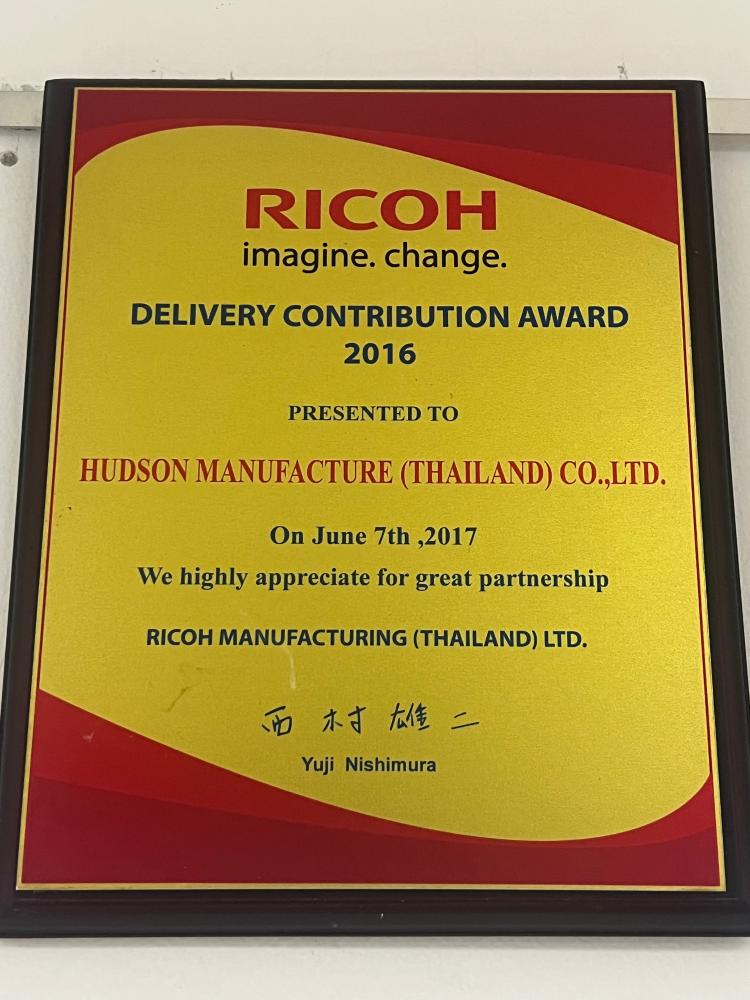 RICOH
imagine. change.
DELIVERY CONTRIBUTION AWARD
2016
PRESENTED TO
HUDSON MANUFACTURE (THAILAND) CO.,LTD.
On June 7th ,2017
We highly appreciate for great partnership
RICOH MANUFACTURING (THAILAND) LTD.
西村雄二
Yuji Nishimura